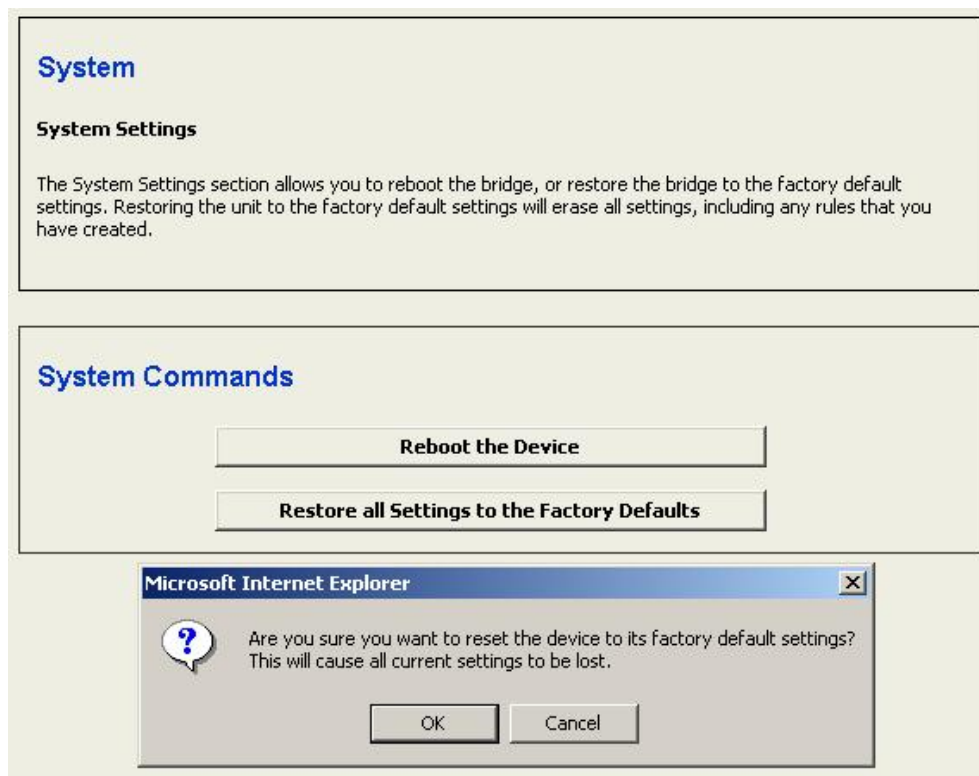 System
System Settings
The System Settings section allows you to reboot the bridge, or restore the bridge to the factory default
settings. Restoring the unit to the factory default settings will erase all settings, including any rules that you
have created.
System Commands
Reboot the Device
Restore all Settings to the Factory Defaults
Microsoft Internet Explorer
Are you sure you want to reset the device to its factory default settings?
This will cause all current settings to be lost.
OK
Cancel